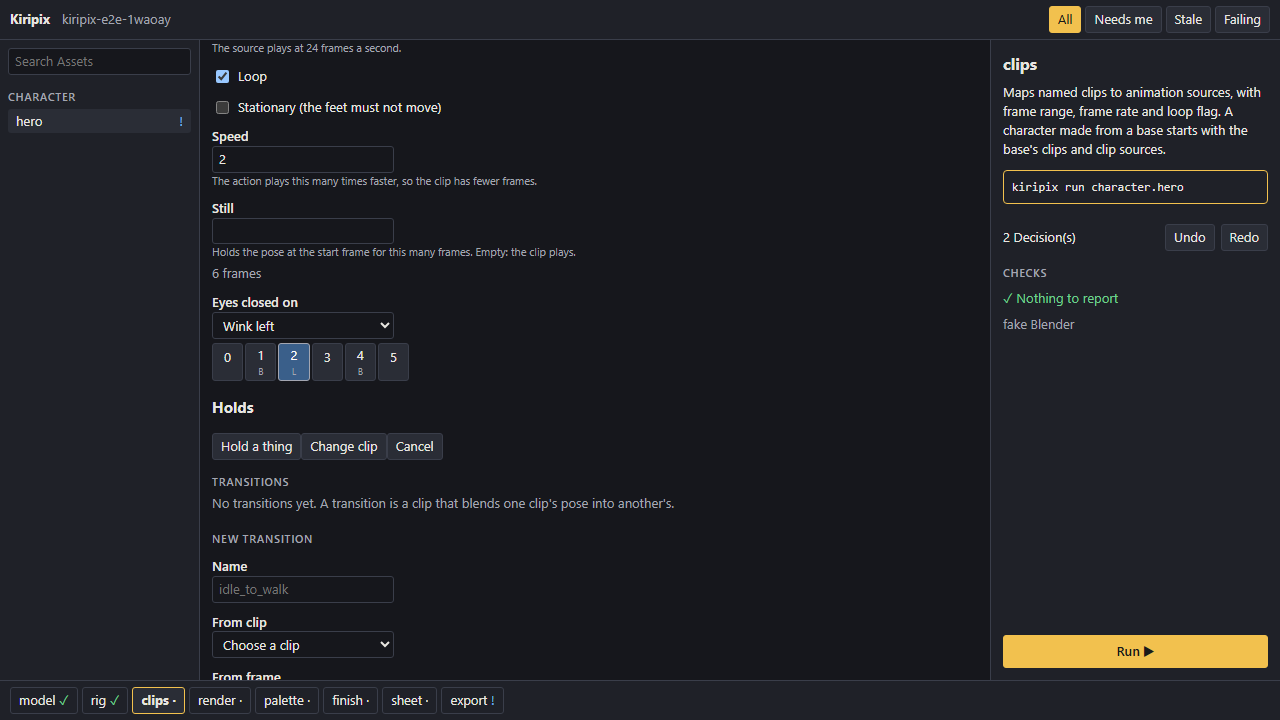 Kiripix kiripix-e2e-1waoay All Needs me Stale Failing
Search Assets
CHARACTER
hero !
The source plays at 24 frames a second.
Loop
Stationary (the feet must not move)
Speed
2
The action plays this many times faster, so the clip has fewer frames.
Still
Holds the pose at the start frame for this many frames. Empty: the clip plays.
6 frames
Eyes closed on
Wink left
0 1 2 3 4 5
B L B
Holds
Hold a thing Change clip Cancel
TRANSITIONS
No transitions yet. A transition is a clip that blends one clip's pose into another's.
NEW TRANSITION
Name
idle_to_walk
From clip
Choose a clip
From frame
clips
Maps named clips to animation sources, with
frame range, frame rate and loop flag. A
character made from a base starts with the
base's clips and clip sources.
kiripix run character.hero
2 Decision(s) Undo Redo
CHECKS
✓ Nothing to report
fake Blender
Run ▶
model ✓ rig ✓ clips · render · palette · finish · sheet · export !